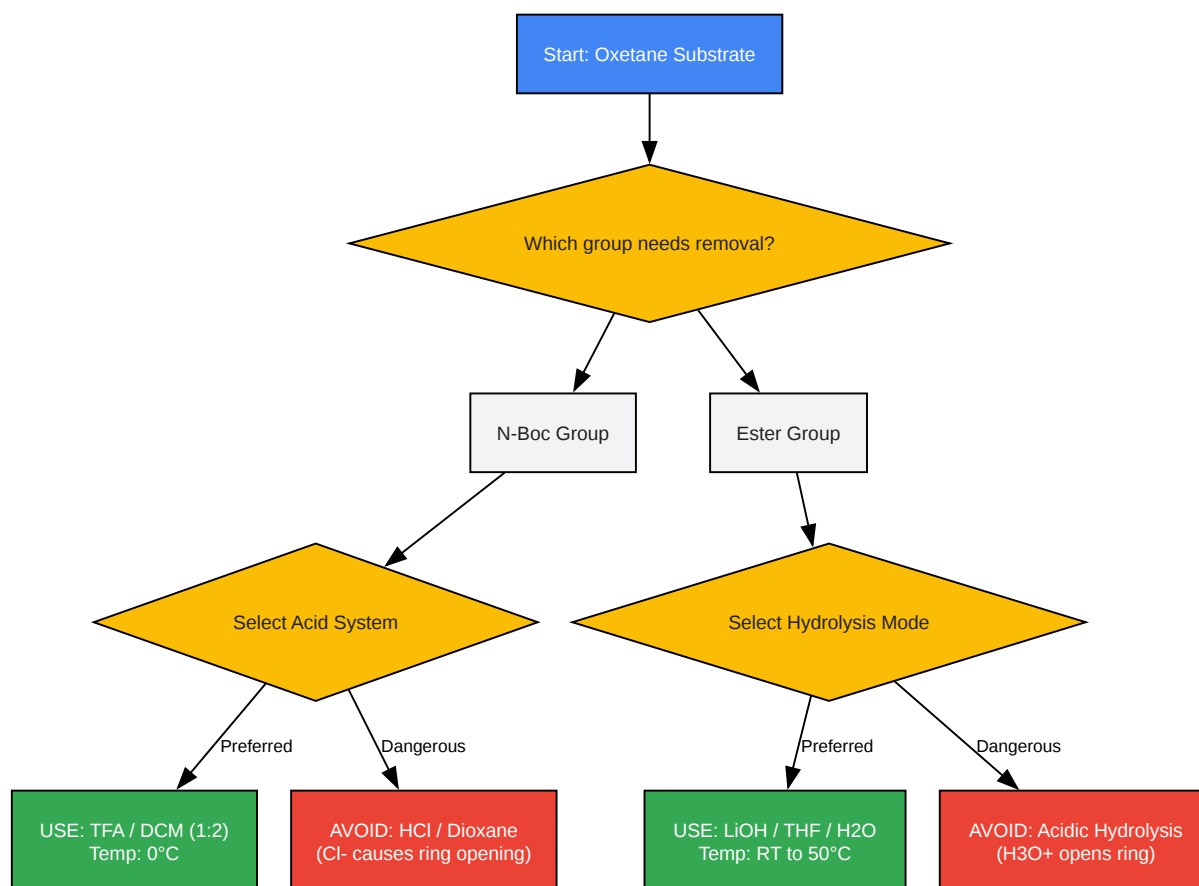 Start: Oxetane Substrate
Which group needs removal?
N-Boc Group
Ester Group
Select Acid System
Select Hydrolysis Mode
Preferred
Dangerous
Preferred
Dangerous
USE: TFA / DCM (1:2)
Temp: 0°C
AVOID: HCl / Dioxane
(Cl- causes ring opening)
USE: LiOH / THF / H2O
Temp: RT to 50°C
AVOID: Acidic Hydrolysis
(H3O+ opens ring)